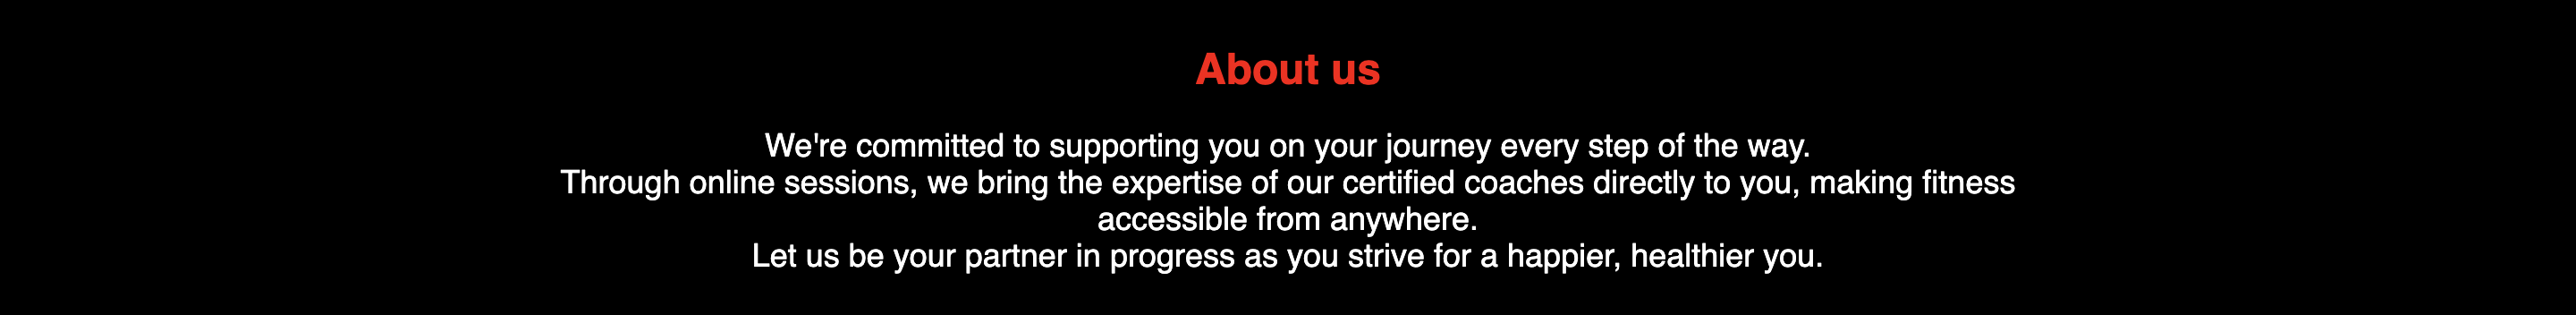 About us
We're committed to supporting you on your journey every step of the way.
Through online sessions, we bring the expertise of our certified coaches directly to you, making fitness
accessible from anywhere.
Let us be your partner in progress as you strive for a happier, healthier you.